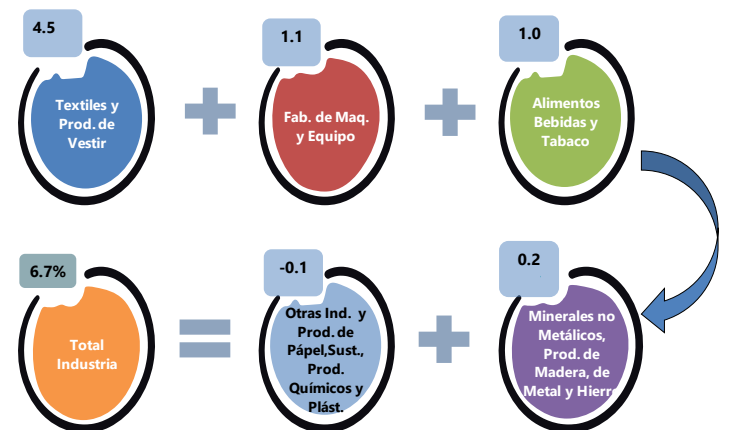 4.5
Textiles y
Prod. de
Vestir
1.1
Fab. de Maq.
y Equipo
1.0
Alimentos
Bebidas y
Tabaco
6.7%
Total
Industria
-0.1
Otras Ind. y
Prod. de
Pápel,Sust.,
Prod.
Químicos y
Plást.
0.2
Minerales no
Metálicos,
Prod. de
Madera, de
Metal y Hierro